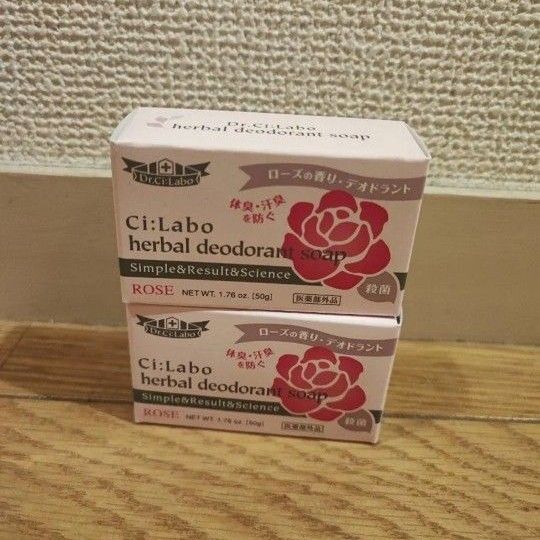 Dr.Ci:Labo
herbal deodorant soap
Dr.Ci:Labo
ローズの香り・デオドラント
体臭・汗臭
を防ぐ
Ci:Labo
herbal deodorant soap
Simple&Result&Science
殺菌
ROSE NET WT. 1.76 oz. [50g] 医薬部外品
Dr.Ci:Labo
ローズの香り・デオドラント
体臭・汗臭
を防ぐ
Ci:Labo
herbal deodorant soap
Simple&Result&Science
殺菌
ROSE NET WT. 1.76 oz. [50g] 医薬部外品